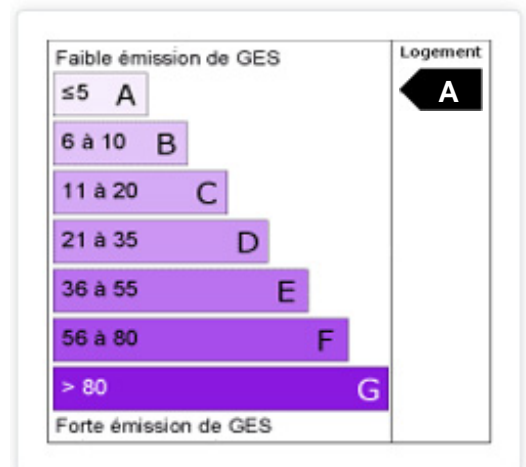 Faible émission de GES
Logement
≤5 A
A
6 à 10 B
11 à 20 C
21 à 35 D
36 à 55 E
56 à 80 F
> 80 G
Forte émission de GES